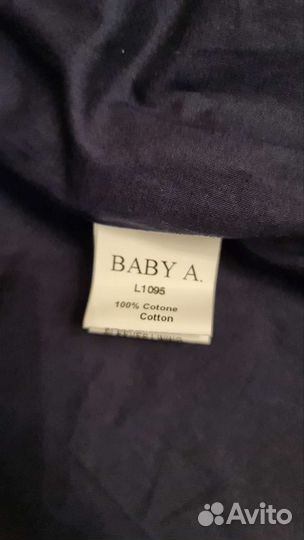 BABY A.
L1095
100% Cotone
Cotton
Avito